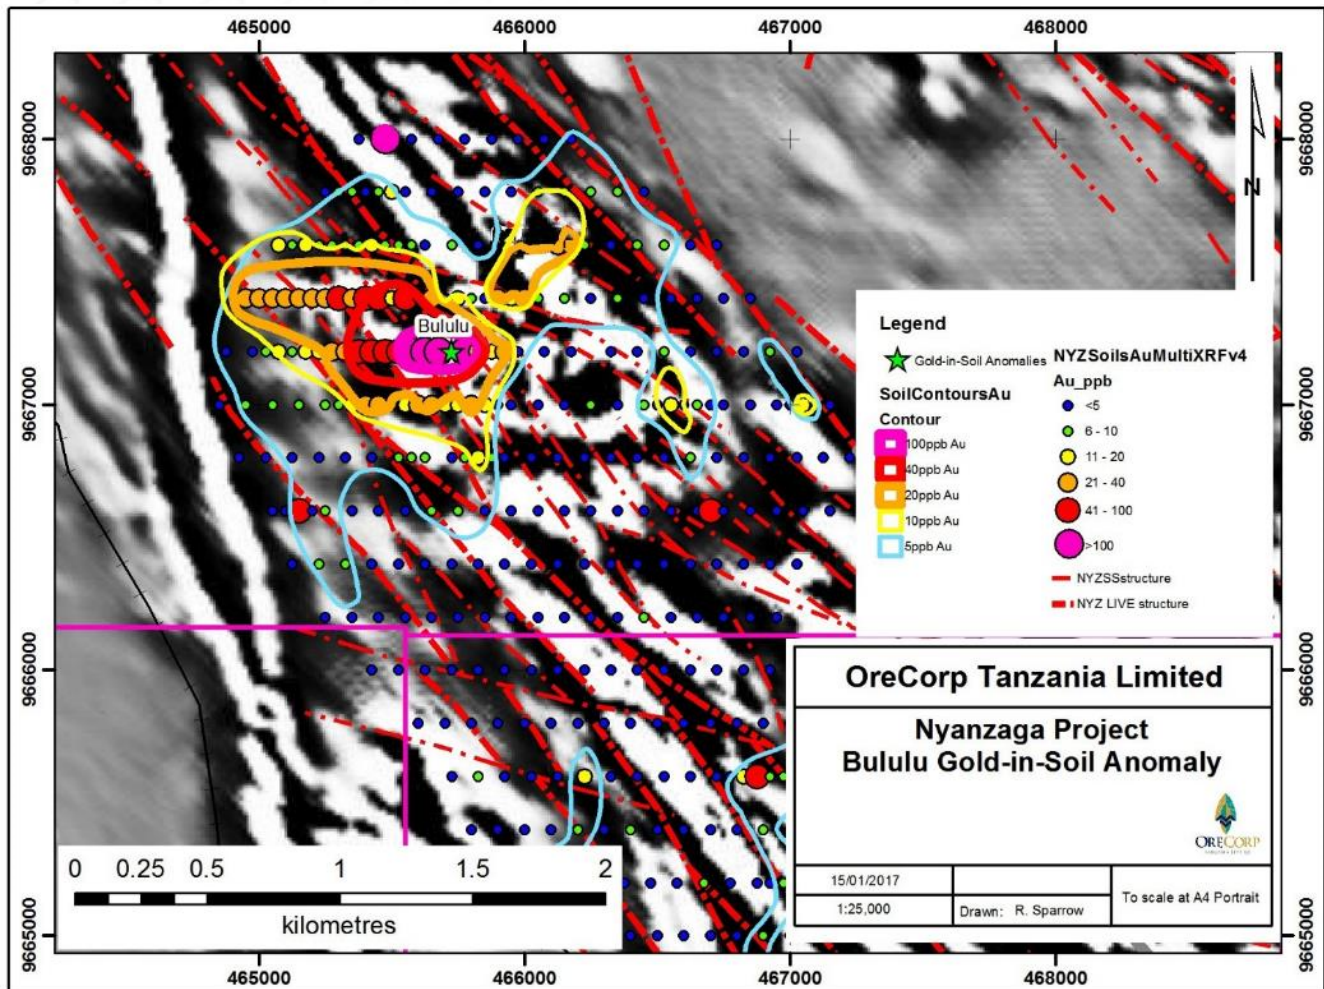 465000 466000 467000 468000
9668000 9668000
N
Bululu
9667000 9667000
Legend
Gold-in-Soil Anomalies
SoilContoursAu
Contour
100ppb Au
40ppb Au
20ppb Au
10ppb Au
5ppb Au
NYZSoilsAuMultiXRFv4
Au_ppb
<5
6 - 10
11 - 20
21 - 40
41 - 100
>100
NYZSSstructure
NYZ LIVE structure
9666000 9666000
OreCorp Tanzania Limited
Nyanzaga Project
Bululu Gold-in-Soil Anomaly
ORECORP
15/01/2017
1:25,000
Drawn: R. Sparrow
To scale at A4 Portrait
0 0.25 0.5 1 1.5 2
kilometres
9665000 9665000
465000 466000 467000 468000